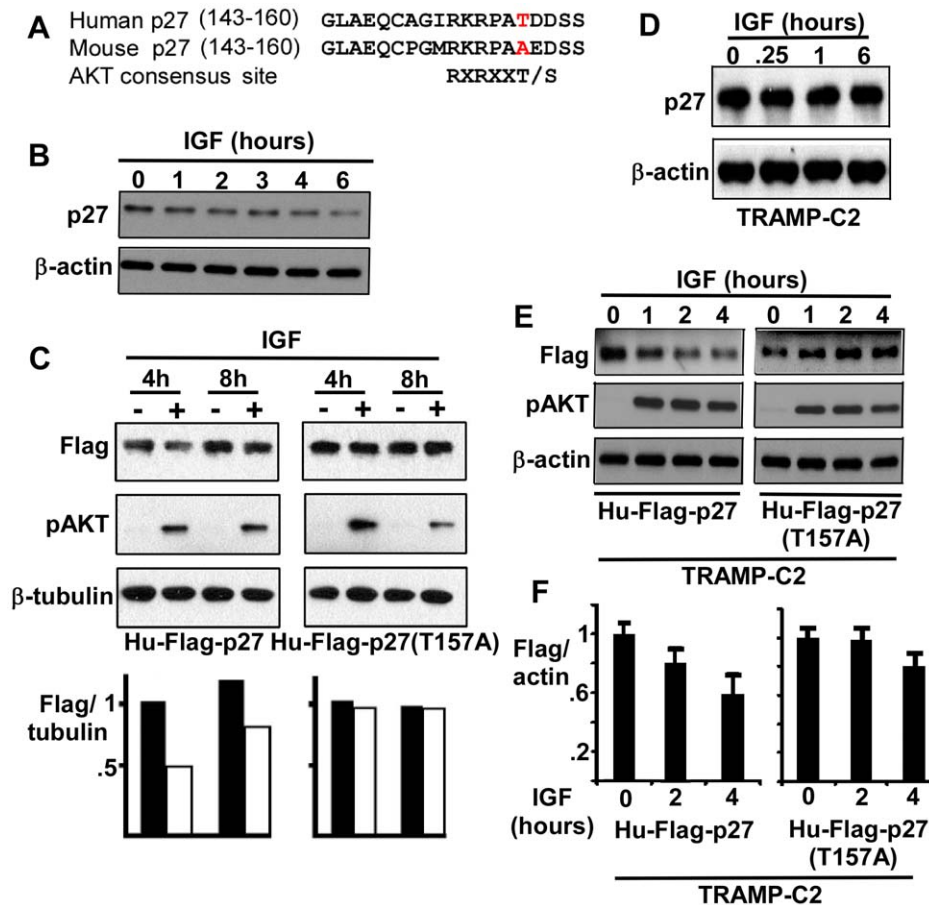 A
Human p27 (143-160) GLAEQCAGIRKRPATDDSS
Mouse p27 (143-160) GLAEQCPGMRKRPAAEDSS
AKT consensus site RXRXXT/S
B
IGF (hours)
0 1 2 3 4 6
p27
β-actin
C
IGF
4h 8h 4h 8h
- + - + - + - +
Flag
pAKT
β-tubulin
Hu-Flag-p27 Hu-Flag-p27(T157A)
Flag/
tubulin
1
.5
D
IGF (hours)
0 .25 1 6
p27
β-actin
TRAMP-C2
E
IGF (hours)
0 1 2 4 0 1 2 4
Flag
pAKT
β-actin
Hu-Flag-p27 Hu-Flag-p27
(T157A)
TRAMP-C2
F
Flag/
actin
1
.6
.2
IGF
(hours)
0 2 4 0 2 4
Hu-Flag-p27 Hu-Flag-p27
(T157A)
TRAMP-C2